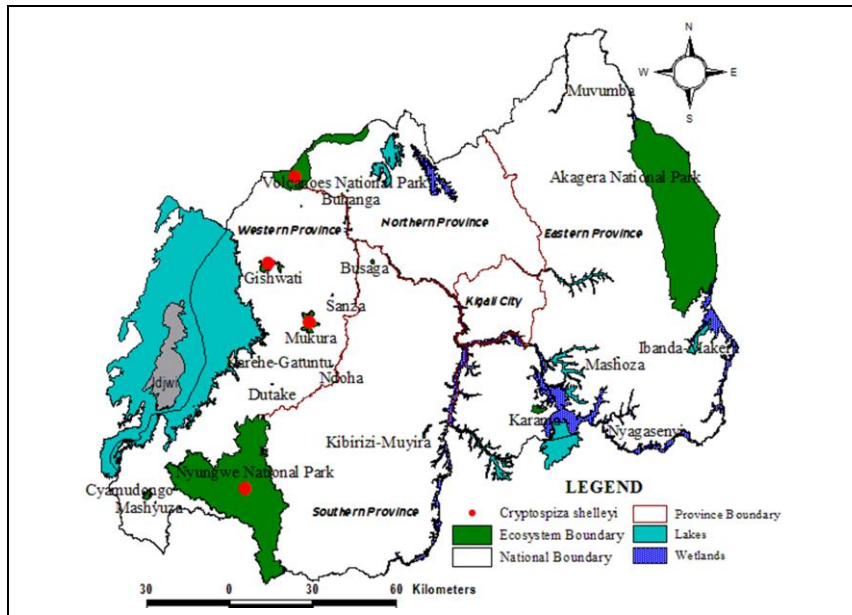 N
W E
S
Muvumba
Akagera National Park
Volcanoes National Park
Buhanga
Northern Province
Western Province
Eastern Province
Busaga
Gishwati
Kigali City
Sanza
Mukura
Ndoha
Mashoza
Idjwi
Dutake
Karama
Nyagasenyi
Kibirizi-Muyira
Nyungwe National Park
Cyamudongo
Mashyuza
Southern Province
LEGEND
Cryptospiza shelleyi
Province Boundary
Ecosystem Boundary
Lakes
National Boundary
Wetlands
30 0 30 60 Kilometers